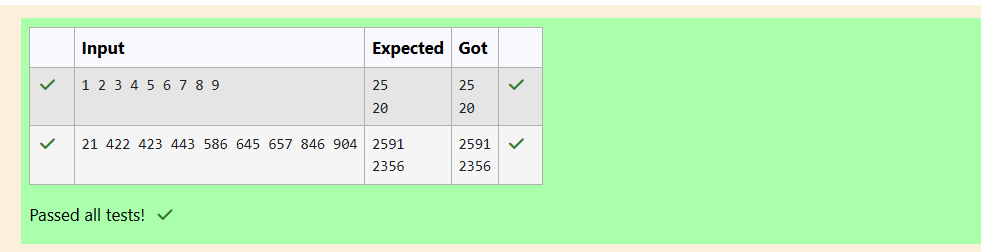 Input Expected Got
1 2 3 4 5 6 7 8 9 25 25
20 20
21 422 423 443 586 645 657 846 904 2591 2591
2356 2356
Passed all tests!